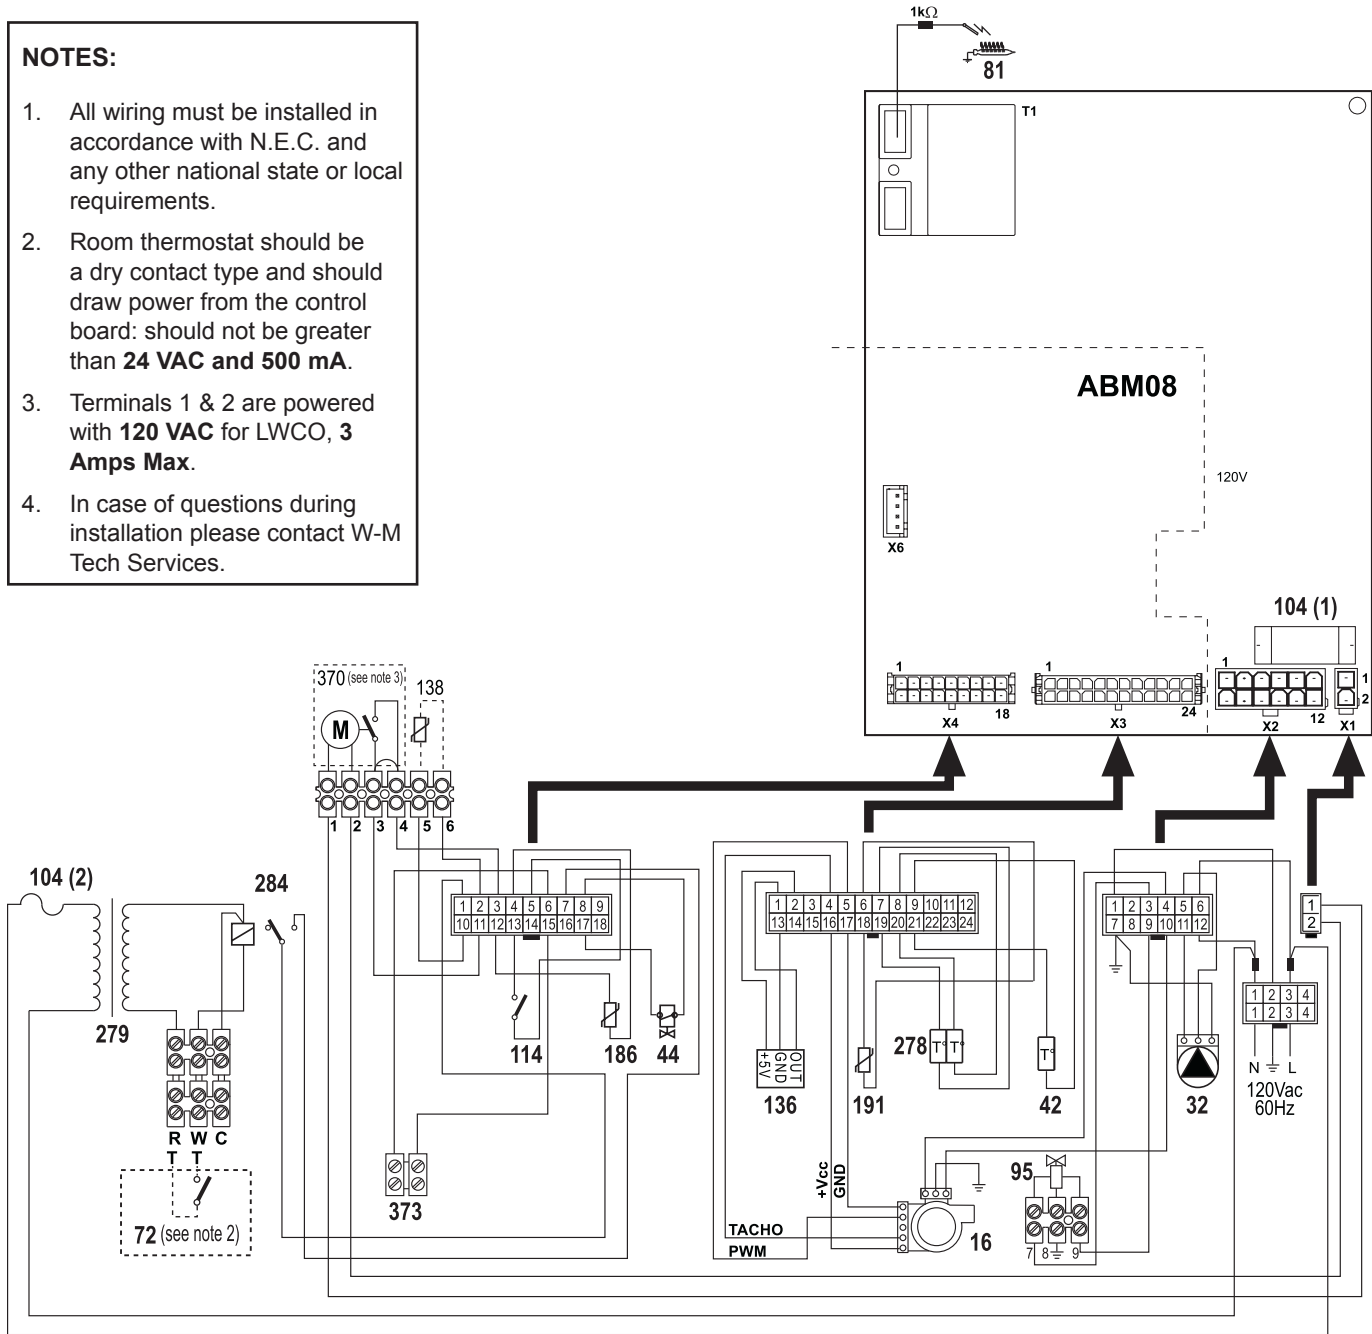 NOTES:
1. All wiring must be installed in
accordance with N.E.C. and
any other national state or local
requirements.
2. Room thermostat should be
a dry contact type and should
draw power from the control
board: should not be greater
than 24 VAC and 500 mA.
3. Terminals 1 & 2 are powered
with 120 VAC for LWCO, 3
Amps Max.
4. In case of questions during
installation please contact W-M
Tech Services.
1kΩ
81
T1
ABM08
120V
X6
104 (1)
1
18
X4
1
24
X3
1
12
X2
1
2
X1
370 (see note 3)
138
M
1 2 3 4 5 6
104 (2)
284
279
1 2 3 4 5 6 7 8 9
10 11 12 13 14 15 16 17 18
1 2 3 4 5 6 7 8 9 10 11 12
13 14 15 16 17 18 19 20 21 22 23 24
1 2 3 4 5 6
7 8 9 10 11 12
1
2
1 2 3 4
1 2 3 4
N L
120Vac
60Hz
114
186
44
+5V
GND
OUT
136
191
278
T° T°
T°
42
32
R W C
T T
72 (see note 2)
373
+Vcc
GND
TACHO
PWM
16
95
7 8 9